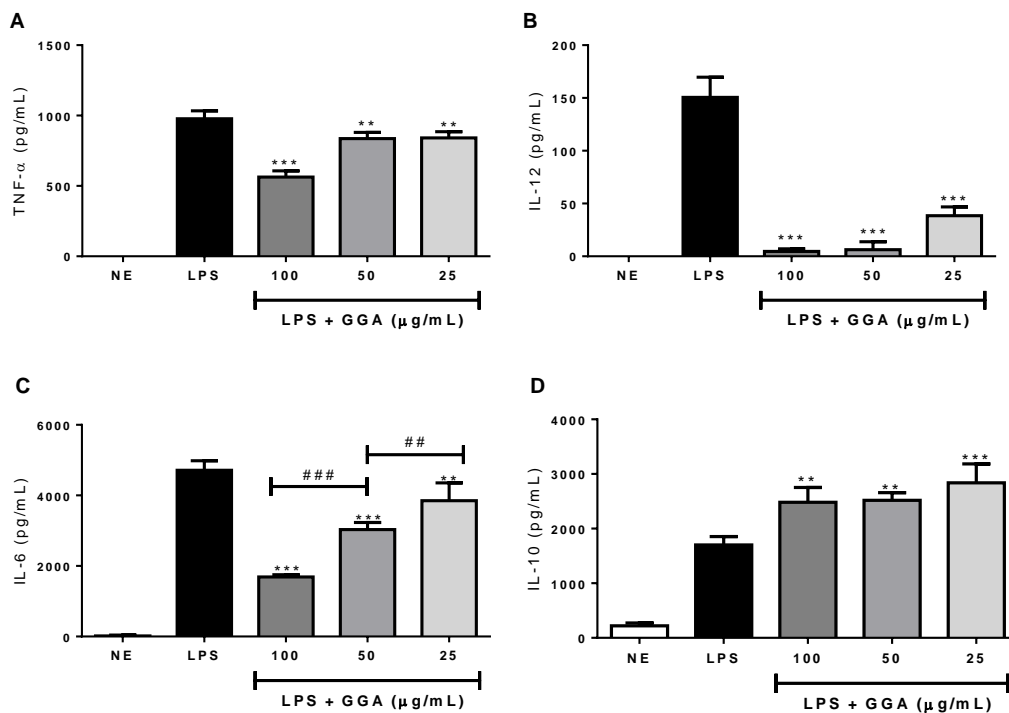 A
TNF-α (pg/mL)
1500
1000
500
0
***
**
**
NE LPS 100 50 25
LPS + GGA (μg/mL)
B
IL-12 (pg/mL)
200
150
100
50
0
***
***
***
NE LPS 100 50 25
LPS + GGA (μg/mL)
C
IL-6 (pg/mL)
6000
4000
2000
0
##
###
***
***
**
NE LPS 100 50 25
LPS + GGA (μg/mL)
D
IL-10 (pg/mL)
4000
3000
2000
1000
0
**
**
***
NE LPS 100 50 25
LPS + GGA (μg/mL)